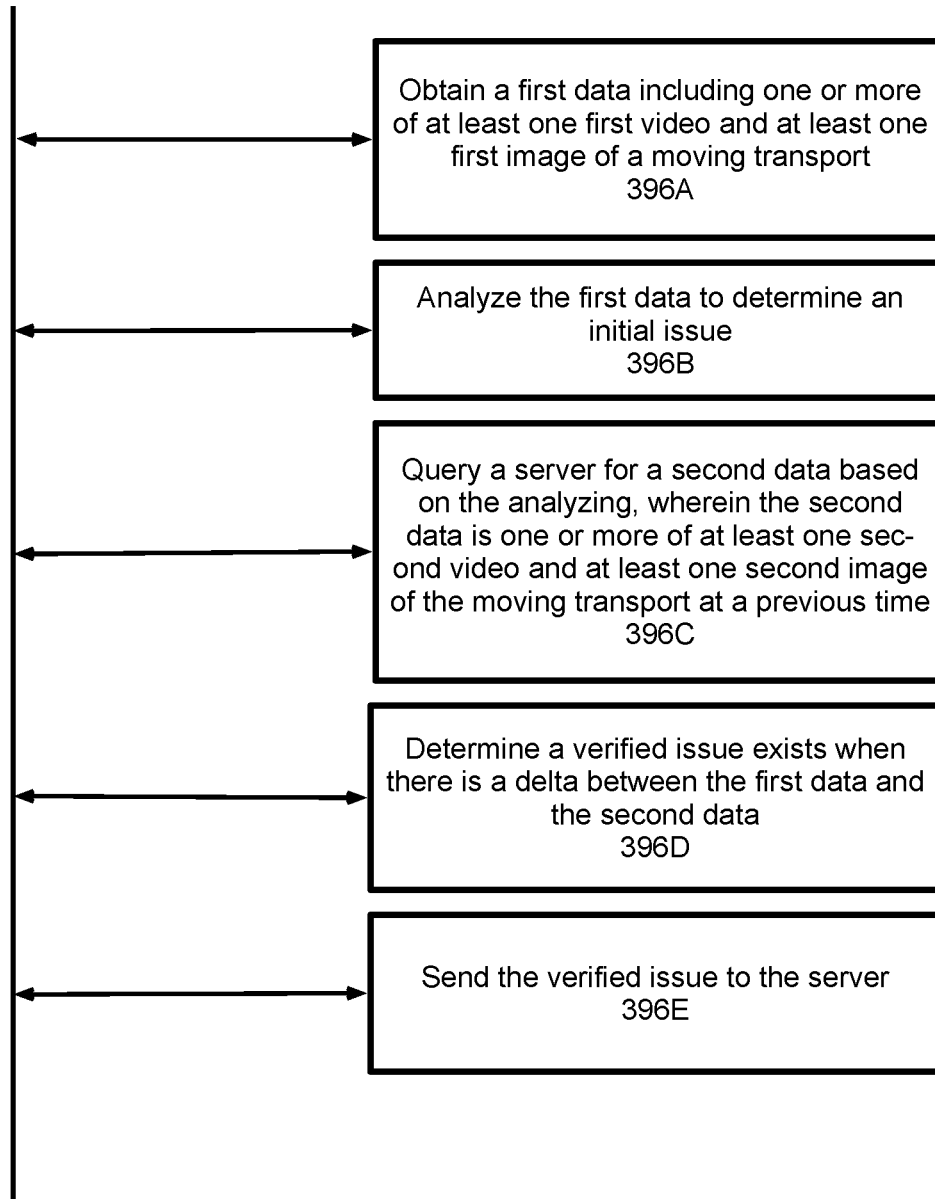 Obtain a first data including one or more
of at least one first video and at least one
first image of a moving transport
396A
Analyze the first data to determine an
initial issue
396B
Query a server for a second data based
on the analyzing, wherein the second
data is one or more of at least one sec-
ond video and at least one second image
of the moving transport at a previous time
396C
Determine a verified issue exists when
there is a delta between the first data and
the second data
396D
Send the verified issue to the server
396E